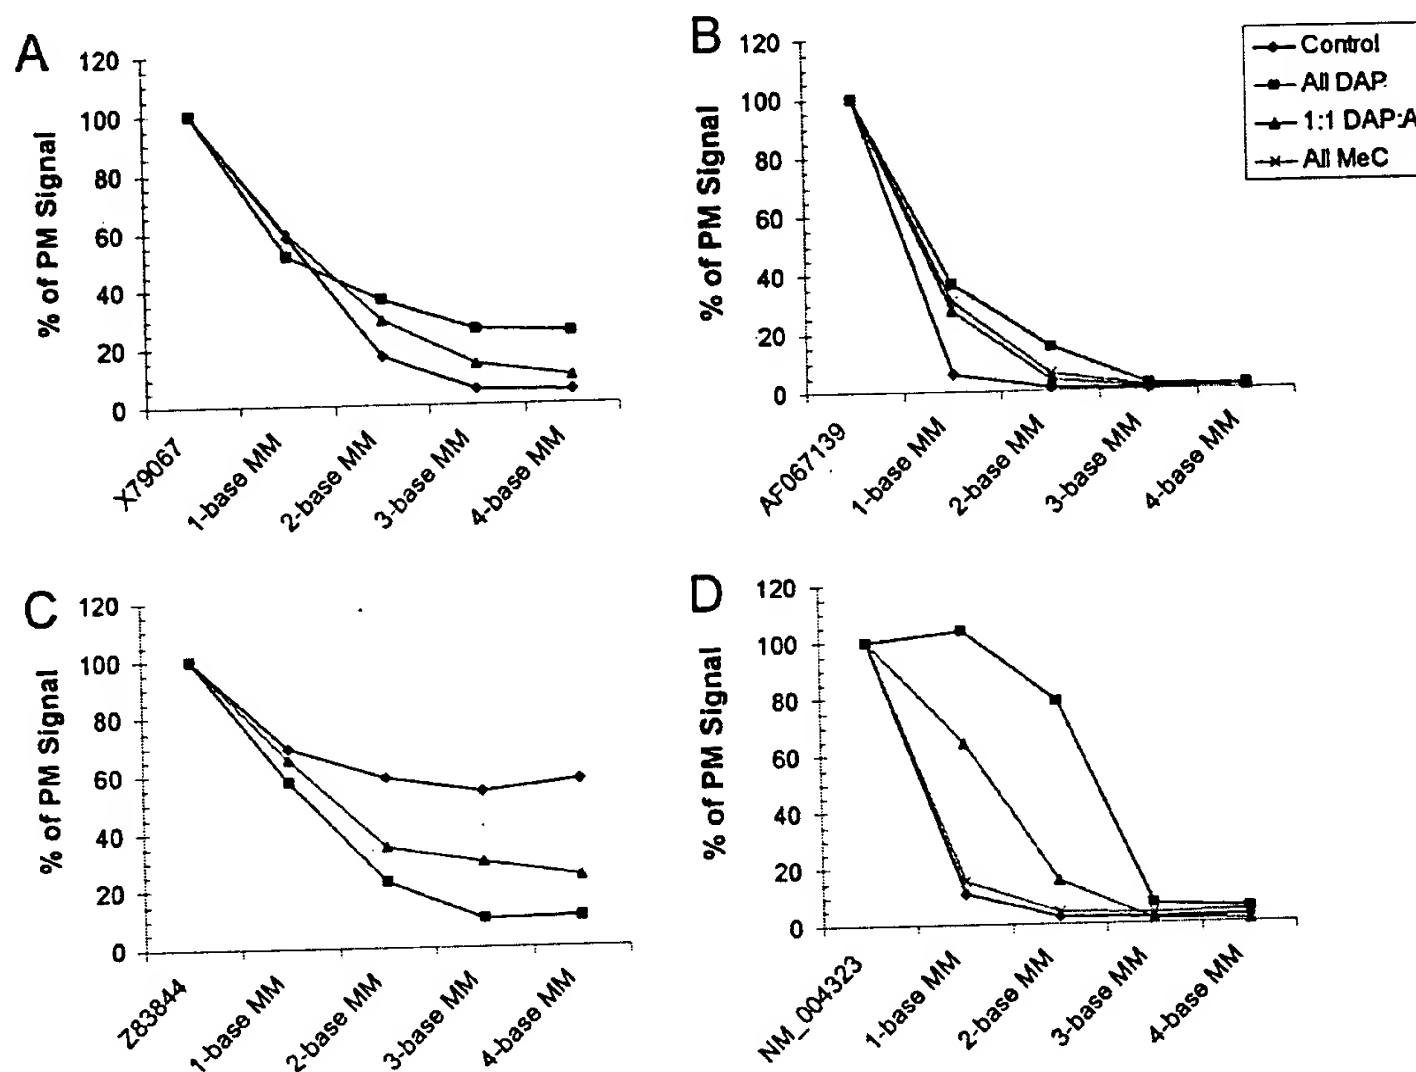 A
120
100
80
60
40
20
0
% of PM Signal
X79067
1-base MM
2-base MM
3-base MM
4-base MM
B
120
100
80
60
40
20
0
% of PM Signal
AF067139
1-base MM
2-base MM
3-base MM
4-base MM
Control
All DAP
1:1 DAP:A
All MeC
C
120
100
80
60
40
20
0
% of PM Signal
Z83844
1-base MM
2-base MM
3-base MM
4-base MM
D
120
100
80
60
40
20
0
% of PM Signal
NM_004323
1-base MM
2-base MM
3-base MM
4-base MM